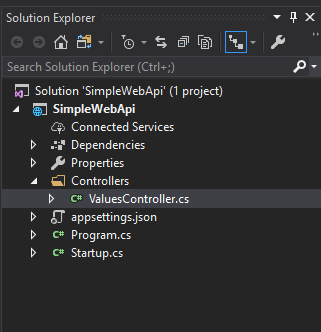 Solution Explorer
Search Solution Explorer (Ctrl+;)
Solution 'SimpleWebApi' (1 project)
SimpleWebApi
Connected Services
Dependencies
Properties
Controllers
C# ValuesController.cs
appsettings.json
C# Program.cs
C# Startup.cs